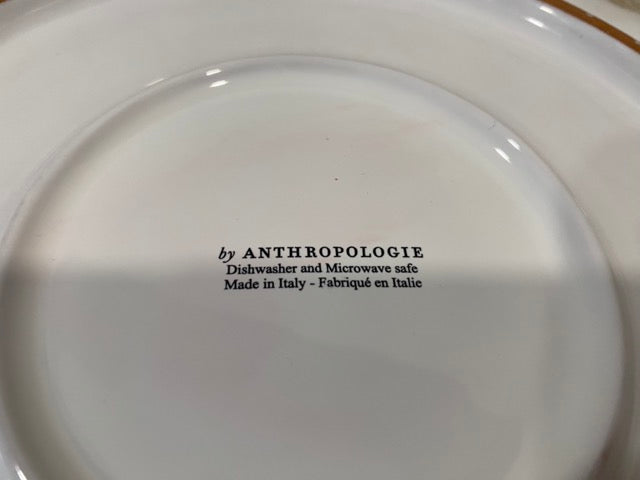 by ANTHROPOLOGIE
Dishwasher and Microwave safe
Made in Italy - Fabriqué en Italie